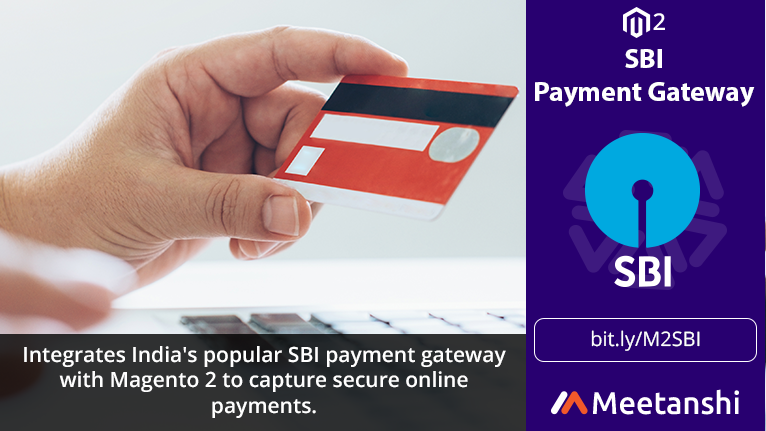 2
SBI
Payment Gateway
SBI
bit.ly/M2SBI
Meetanshi
Integrates India's popular SBI payment gateway
with Magento 2 to capture secure online
payments.